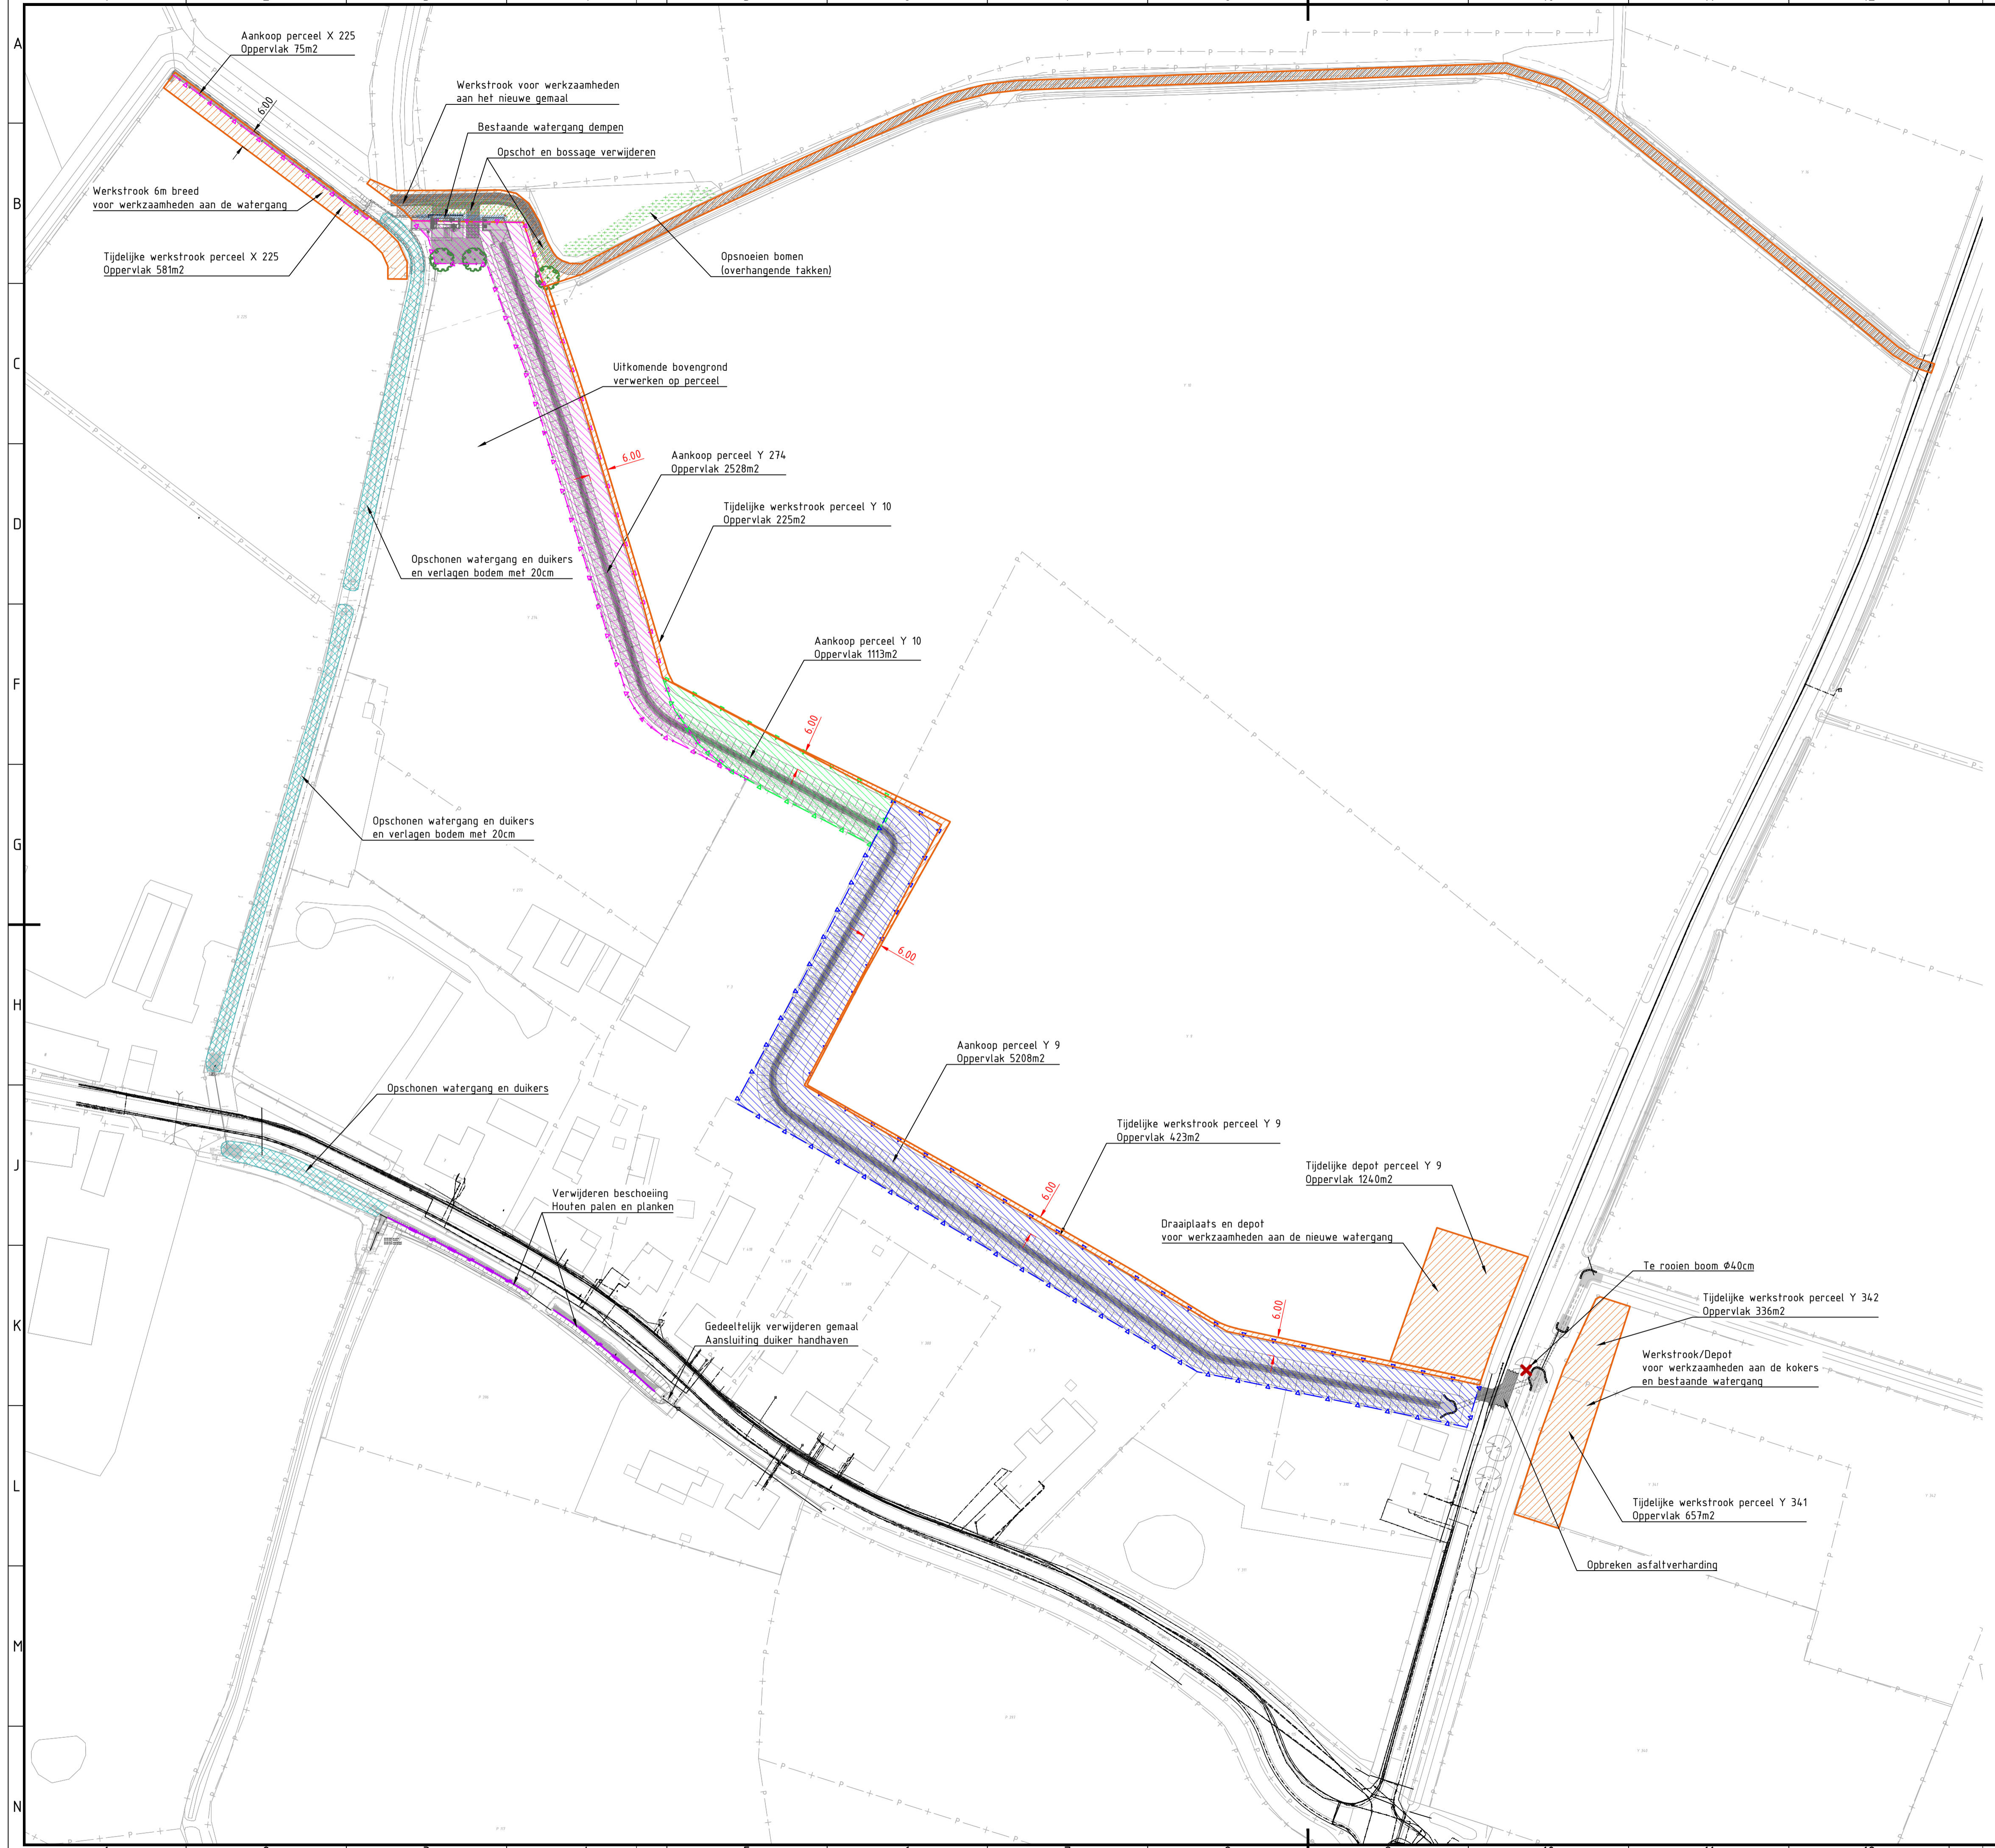 A
Aankoop perceel X 225
Oppervlak 75m2
6.00
Werkstrook voor werkzaamheden
aan het nieuwe gemaal
Bestaande watergang dempen
Opschot en bossage verwijderen
B
Werkstrook 6m breed
voor werkzaamheden aan de watergang
Tijdelijke werkstrook perceel X 225
Oppervlak 581m2
Opsnoeien bomen
(overhangende takken)
C
Uitkomende bovengrond
verwerken op perceel
6.00
Aankoop perceel Y 274
Oppervlak 2528m2
D
Tijdelijke werkstrook perceel Y 10
Oppervlak 225m2
Opschonen watergang en duikers
en verlagen bodem met 20cm
F
Aankoop perceel Y 10
Oppervlak 1113m2
6.00
G
Opschonen watergang en duikers
en verlagen bodem met 20cm
6.00
H
Aankoop perceel Y 9
Oppervlak 5208m2
Opschonen watergang en duikers
J
Tijdelijke werkstrook perceel Y 9
Oppervlak 423m2
Tijdelijke depot perceel Y 9
Oppervlak 1240m2
Verwijderen beschoeiing
Houten palen en planken
6.00
Draaiplaats en depot
voor werkzaamheden aan de nieuwe watergang
Te rooien boom Ø40cm
K
6.00
Tijdelijke werkstrook perceel Y 342
Oppervlak 336m2
Gedeeltelijk verwijderen gemaal
Aansluiting duiker handhaven
Werkstrook/Depot
voor werkzaamheden aan de kokers
en bestaande watergang
L
Tijdelijke werkstrook perceel Y 341
Oppervlak 657m2
Opbreken asfaltverharding
M
N